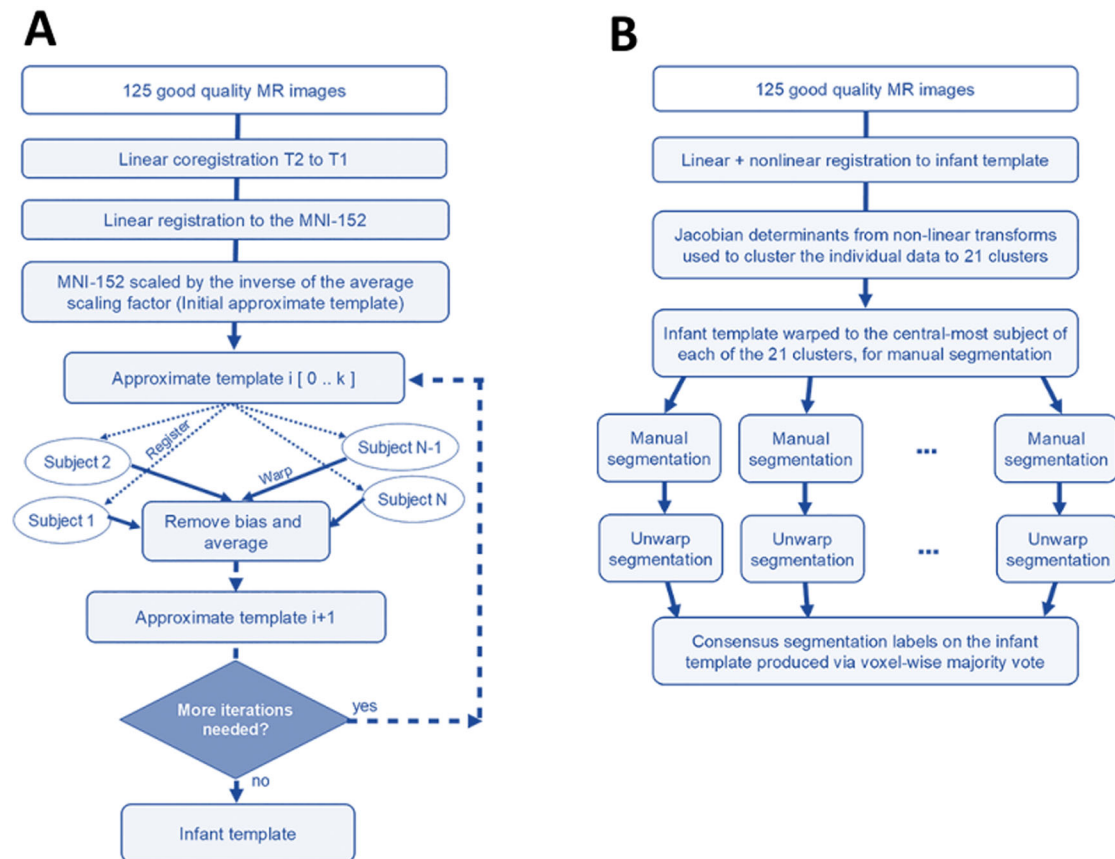 A
125 good quality MR images
Linear coregistration T2 to T1
Linear registration to the MNI-152
MNI-152 scaled by the inverse of the average
scaling factor (Initial approximate template)
Approximate template i [ 0 .. k ]
Register
Subject 2
Subject N-1
Warp
Subject 1
Subject N
Remove bias and
average
Approximate template i+1
More iterations
needed?
yes
no
Infant template
B
125 good quality MR images
Linear + nonlinear registration to infant template
Jacobian determinants from non-linear transforms
used to cluster the individual data to 21 clusters
Infant template warped to the central-most subject of
each of the 21 clusters, for manual segmentation
Manual
segmentation
Manual
segmentation
...
Manual
segmentation
Unwarp
segmentation
Unwarp
segmentation
...
Unwarp
segmentation
Consensus segmentation labels on the infant
template produced via voxel-wise majority vote